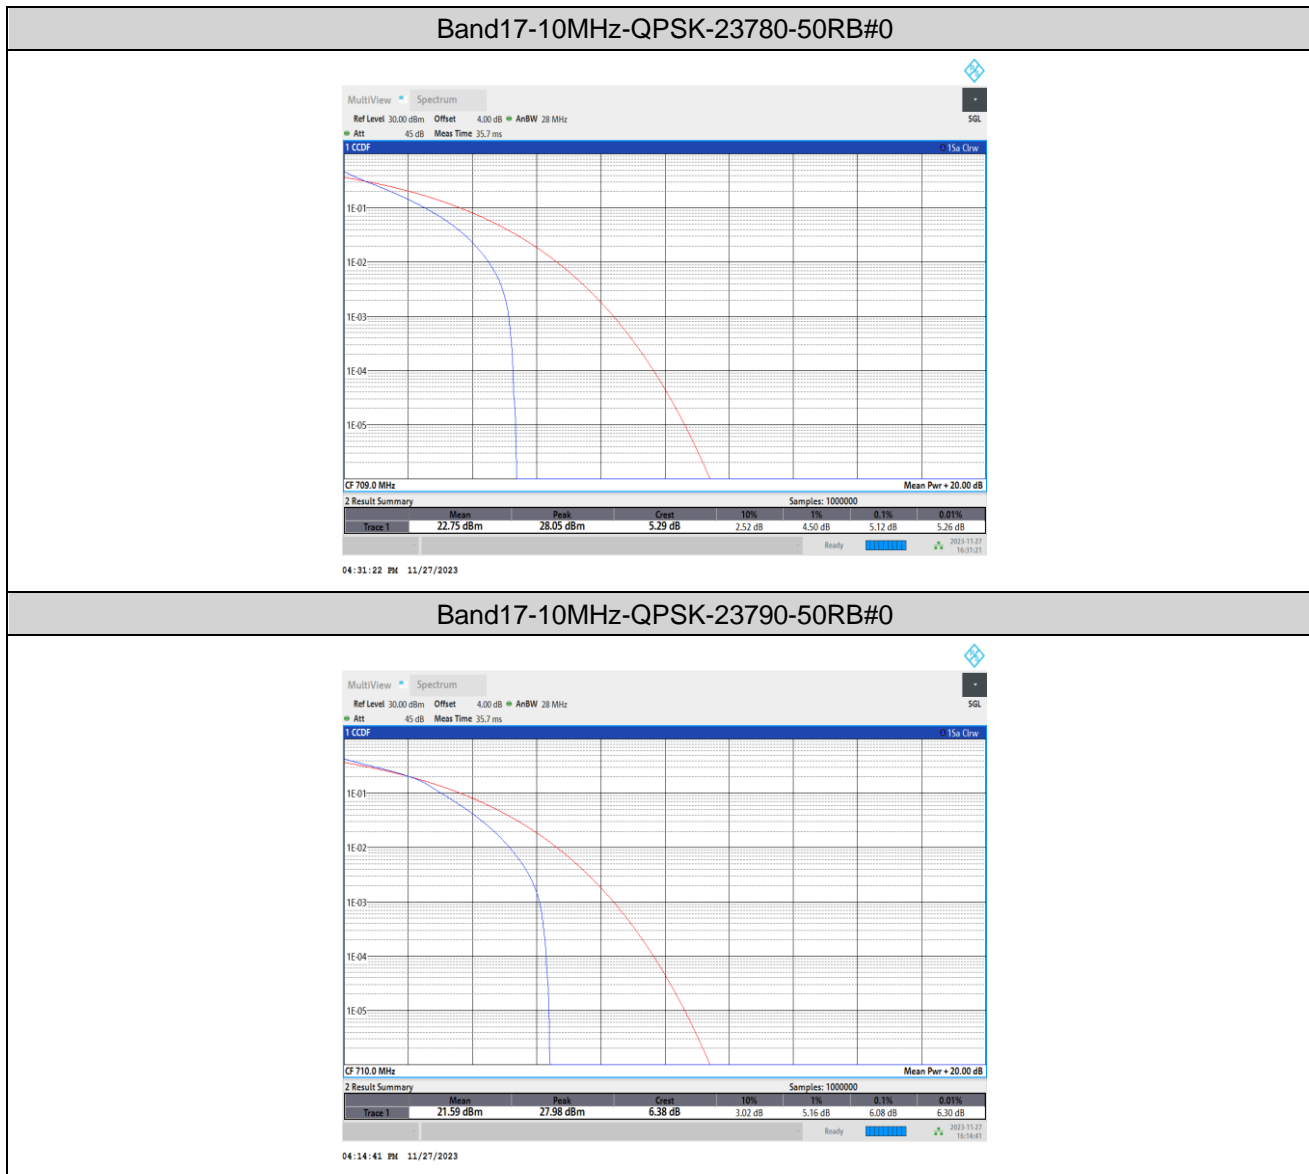 Band17-10MHz-QPSK-23780-50RB#0
MultiView Spectrum
Ref Level 30.00 dBm Offset 4.00 dB AnBW 28 MHz SGL
Att 45 dB Meas Time 35.7 ms
1 CCDF 1Sa Clrw
1E-01
1E-02
1E-03
1E-04
1E-05
CF 709.0 MHz Mean Pwr + 20.00 dB
2 Result Summary Samples: 1000000
Mean Peak Crest 10% 1% 0.1% 0.01%
Trace 1 22.75 dBm 28.05 dBm 5.29 dB 2.52 dB 4.50 dB 5.12 dB 5.26 dB
Ready 2023-11-27
16:31:21
04:31:22 PM 11/27/2023
Band17-10MHz-QPSK-23790-50RB#0
MultiView Spectrum
Ref Level 30.00 dBm Offset 4.00 dB AnBW 28 MHz SGL
Att 45 dB Meas Time 35.7 ms
1 CCDF 1Sa Clrw
1E-01
1E-02
1E-03
1E-04
1E-05
CF 710.0 MHz Mean Pwr + 20.00 dB
2 Result Summary Samples: 1000000
Mean Peak Crest 10% 1% 0.1% 0.01%
Trace 1 21.59 dBm 27.98 dBm 6.38 dB 3.02 dB 5.16 dB 6.08 dB 6.30 dB
Ready 2023-11-27
16:14:41
04:14:41 PM 11/27/2023